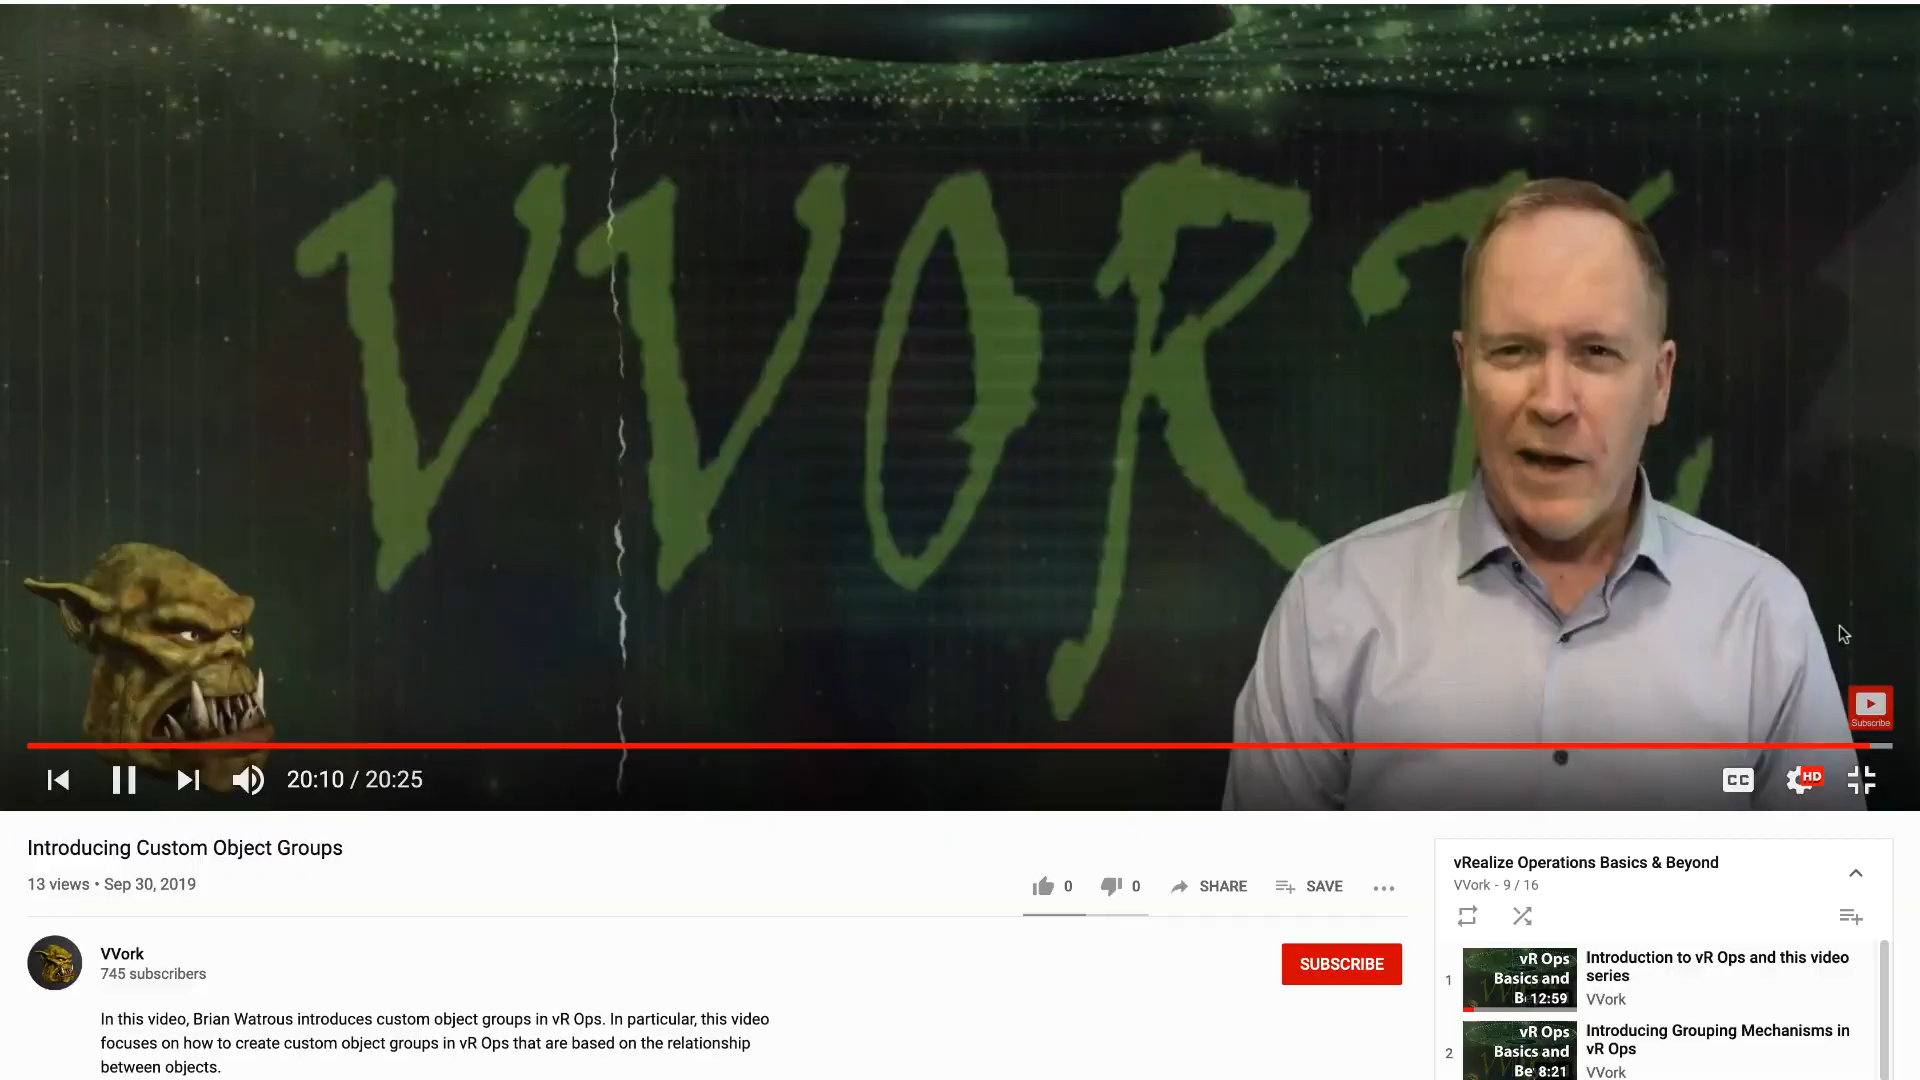 VVORK
Subscribe
20:10 / 20:25
CC
HD
Introducing Custom Object Groups
13 views • Sep 30, 2019
0
0
SHARE
SAVE
VVork
745 subscribers
SUBSCRIBE
In this video, Brian Watrous introduces custom object groups in vR Ops. In particular, this video
focuses on how to create custom object groups in vR Ops that are based on the relationship
between objects.
vRealize Operations Basics & Beyond
VVork - 9 / 16
1
vR Ops
Basics and
12:59
Introduction to vR Ops and this video
series
VVork
2
vR Ops
Basics and
8:21
Introducing Grouping Mechanisms in
vR Ops
VVork